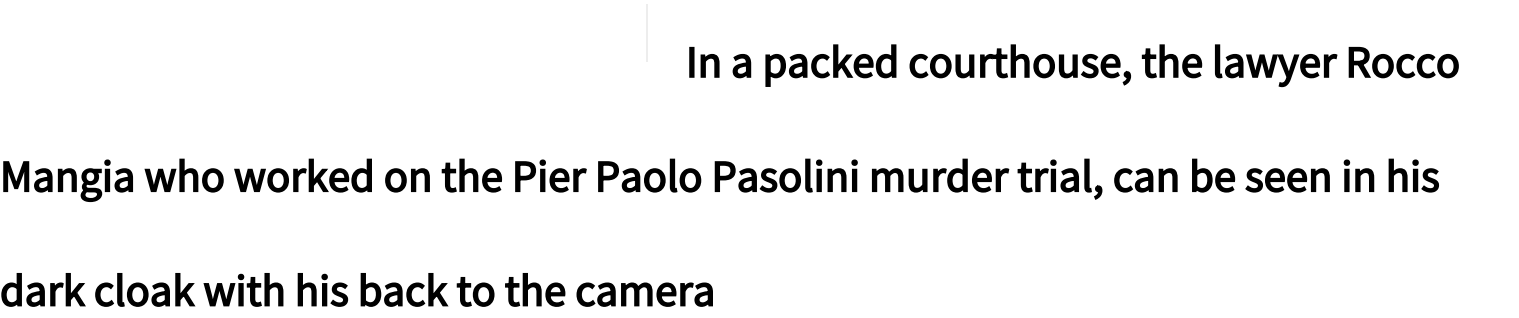 In a packed courthouse, the lawyer Rocco
Mangia who worked on the Pier Paolo Pasolini murder trial, can be seen in his
dark cloak with his back to the camera